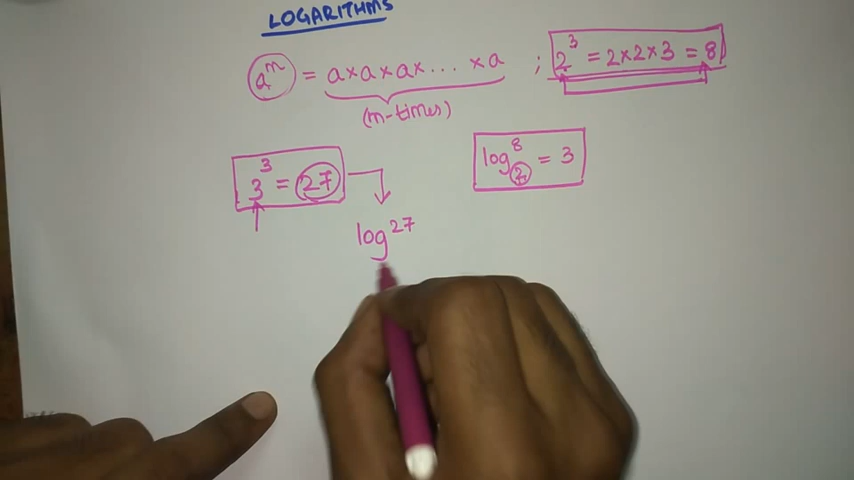 LOGARITHMS
a^m = a×a×a×...×a ; 2^3 = 2×2×3 = 8
(m-times)
3^3 = 27
log_2^8 = 3
log^27